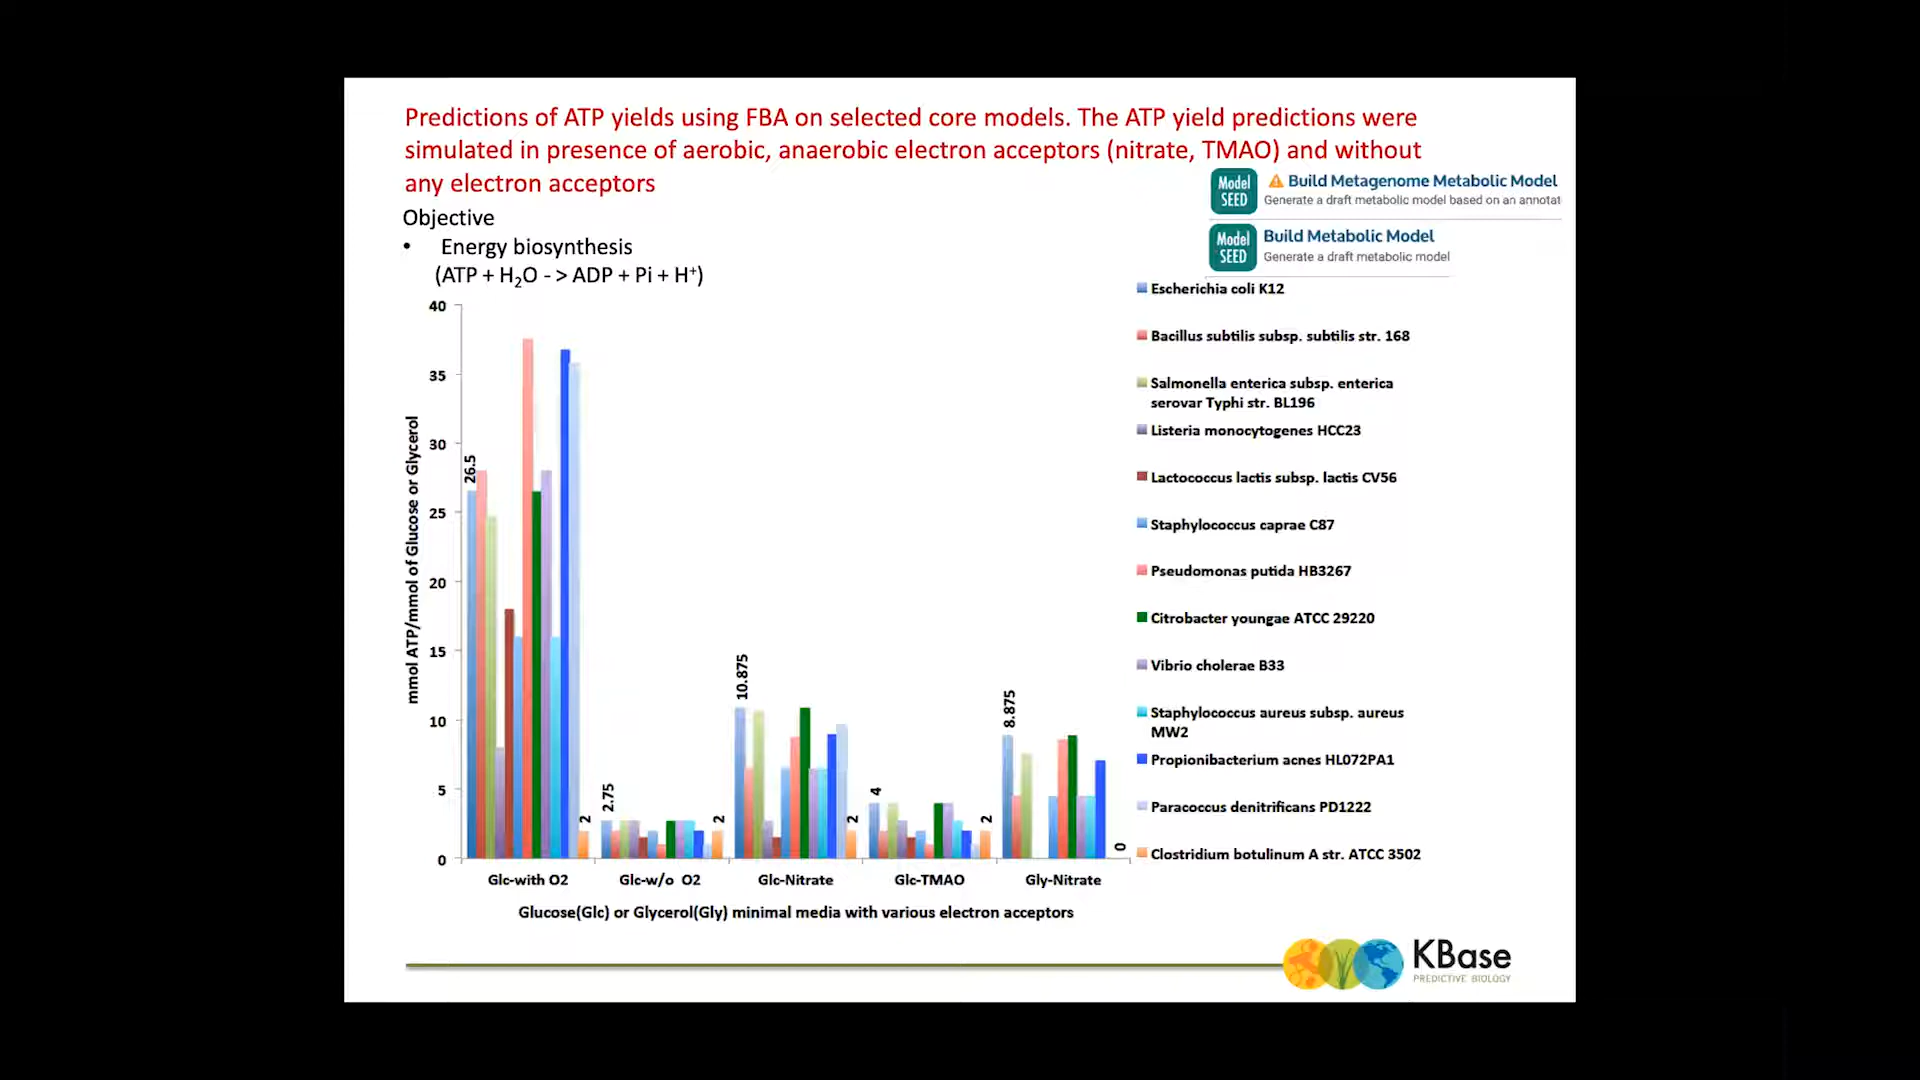 Predictions of ATP yields using FBA on selected core models. The ATP yield predictions were
simulated in presence of aerobic, anaerobic electron acceptors (nitrate, TMAO) and without
any electron acceptors
Model SEED
Build Metagenome Metabolic Model
Generate a draft metabolic model based on an annotat
Objective
• Energy biosynthesis
(ATP + H₂O - > ADP + Pi + H⁺)
Model SEED
Build Metabolic Model
Generate a draft metabolic model
mmol ATP/mmol of Glucose or Glycerol
40
35
30
25
20
15
10
5
0
26.5
2
2.75
2
10.875
2
4
2
8.875
0
Glc-with O2
Glc-w/o O2
Glc-Nitrate
Glc-TMAO
Gly-Nitrate
Glucose(Glc) or Glycerol(Gly) minimal media with various electron acceptors
Escherichia coli K12
Bacillus subtilis subsp. subtilis str. 168
Salmonella enterica subsp. enterica
serovar Typhi str. BL196
Listeria monocytogenes HCC23
Lactococcus lactis subsp. lactis CV56
Staphylococcus caprae C87
Pseudomonas putida HB3267
Citrobacter youngae ATCC 29220
Vibrio cholerae B33
Staphylococcus aureus subsp. aureus
MW2
Propionibacterium acnes HL072PA1
Paracoccus denitrificans PD1222
Clostridium botulinum A str. ATCC 3502
KBase
PREDICTIVE BIOLOGY